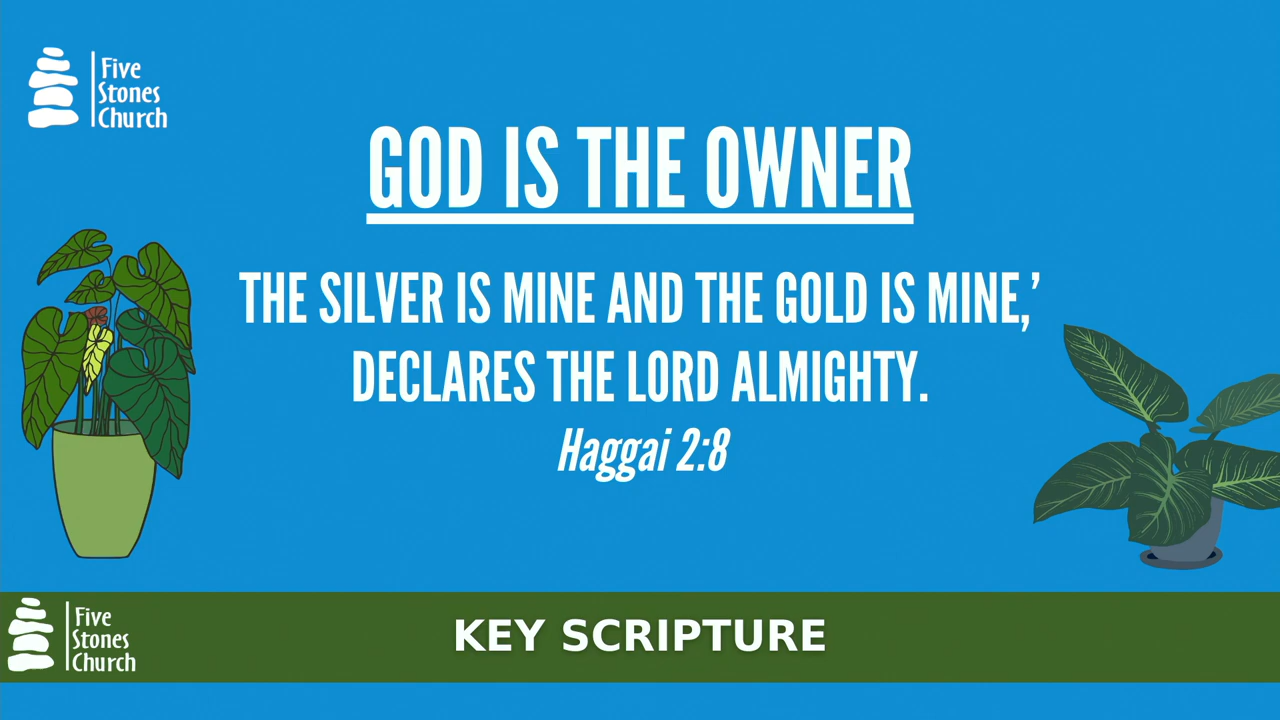 Five
Stones
Church
GOD IS THE OWNER
THE SILVER IS MINE AND THE GOLD IS MINE,’
DECLARES THE LORD ALMIGHTY.
Haggai 2:8
Five
Stones
Church
KEY SCRIPTURE